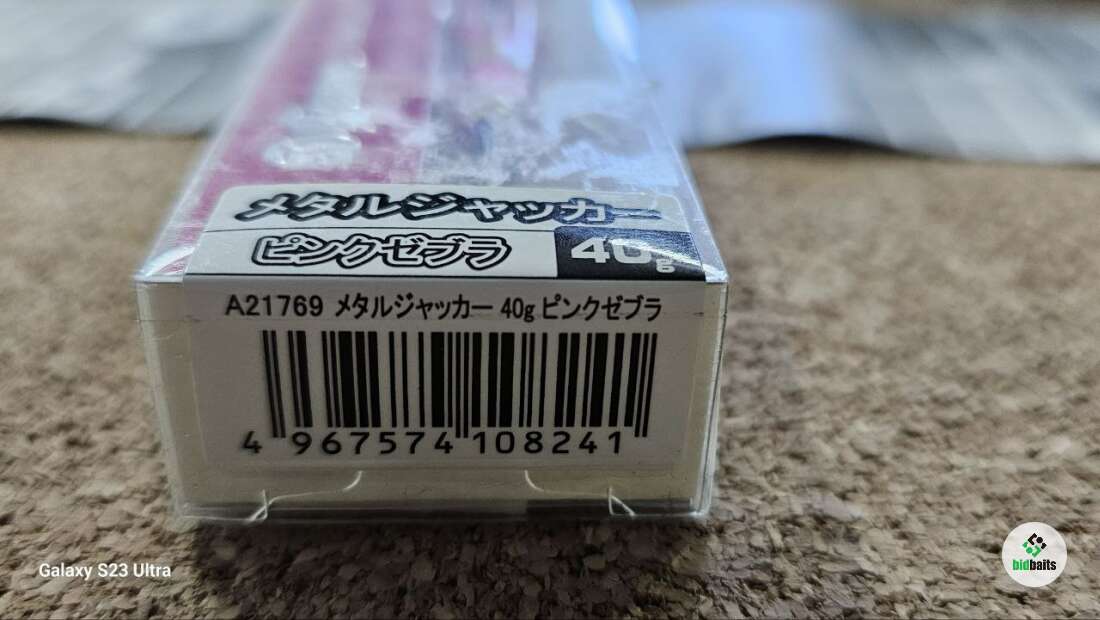 メタルジャッカー
ピンクゼブラ 40g
A21769 メタルジャッカー 40g ピンクゼブラ
4 967574 108241
Galaxy S23 Ultra
bidbaits